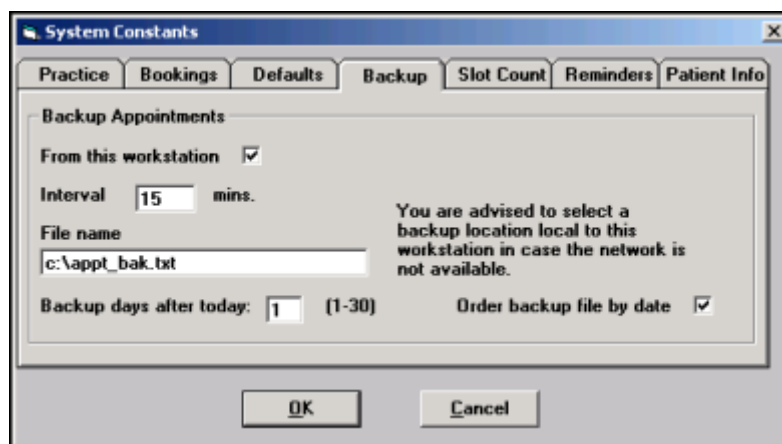 System Constants
Practice Bookings Defaults Backup Slot Count Reminders Patient Info
Backup Appointments
From this workstation
Interval 15 mins.
You are advised to select a
backup location local to this
workstation in case the network is
not available.
File name
c:\appt_bak.txt
Backup days after today: 1 (1-30) Order backup file by date
OK Cancel